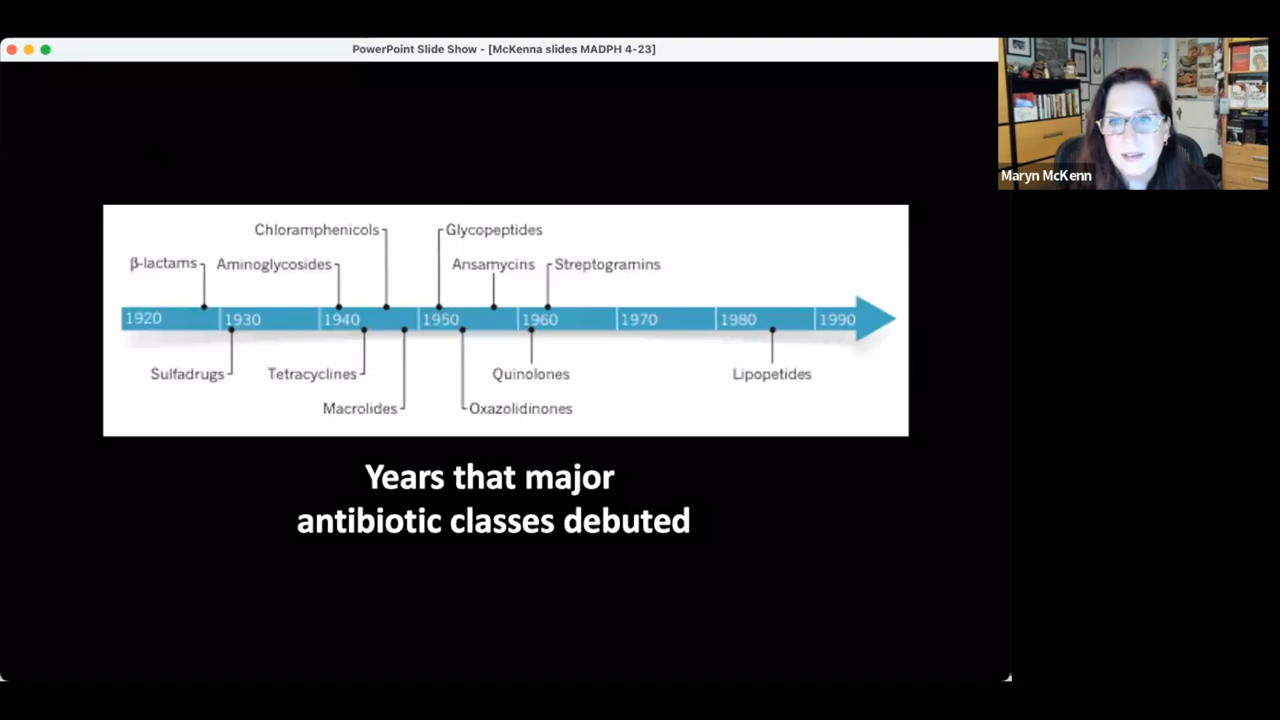 PowerPoint Slide Show - [McKenna slides MADPH 4-23]
Maryn McKenn
Chloramphenicols
Glycopeptides
β-lactams
Aminoglycosides
Ansamycins
Streptogramins
1920 1930 1940 1950 1960 1970 1980 1990
Sulfadrugs
Tetracyclines
Quinolones
Lipopetides
Macrolides
Oxazolidinones
Years that major
antibiotic classes debuted